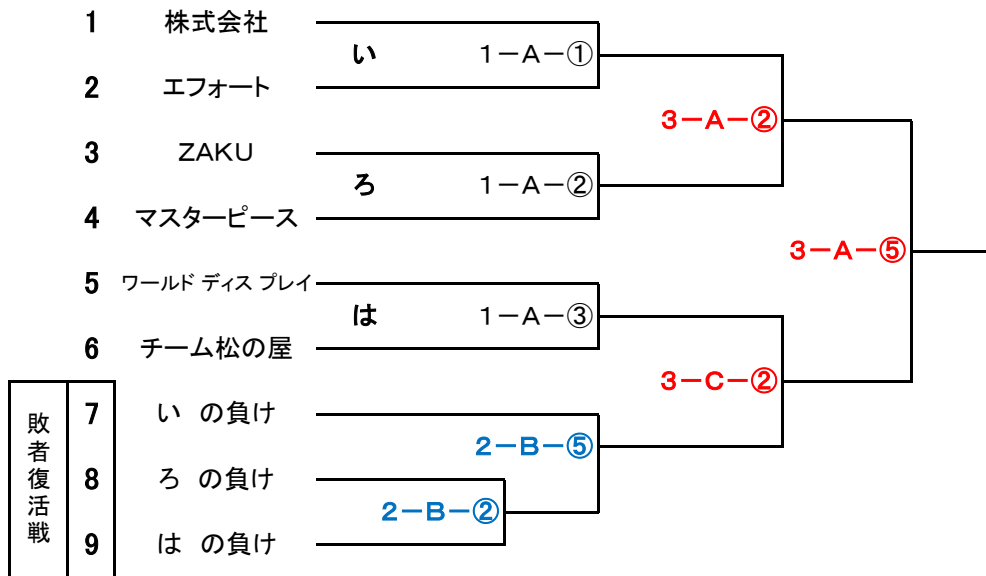 1 株式会社
い 1－A－①
2 エフォート
3－A－②
3 ZAKU
ろ 1－A－②
4 マスターピース
3－A－⑤
5 ワールド ディス プレイ
は 1－A－③
6 チーム松の屋
3－C－②
敗者復活戦
7 い の負け
2－B－⑤
8 ろ の負け
2－B－②
9 は の負け